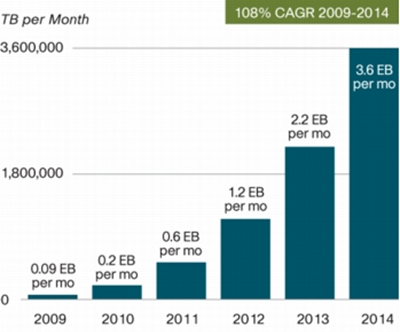 TB per Month
108% CAGR 2009-2014
3,600,000
3.6 EB
per mo
2.2 EB
per mo
1,800,000
1.2 EB
per mo
0.6 EB
per mo
0.2 EB
per mo
0.09 EB
per mo
0
2009 2010 2011 2012 2013 2014